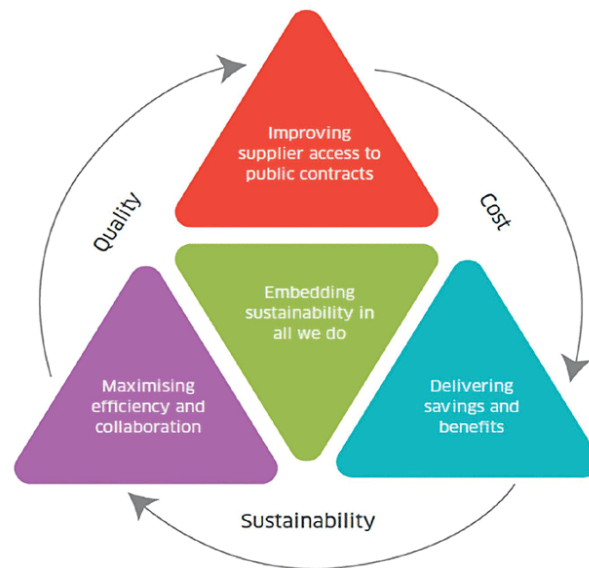 Improving
supplier access to
public contracts
Quality
Cost
Embedding
sustainability in
all we do
Maximising
efficiency and
collaboration
Delivering
savings and
benefits
Sustainability